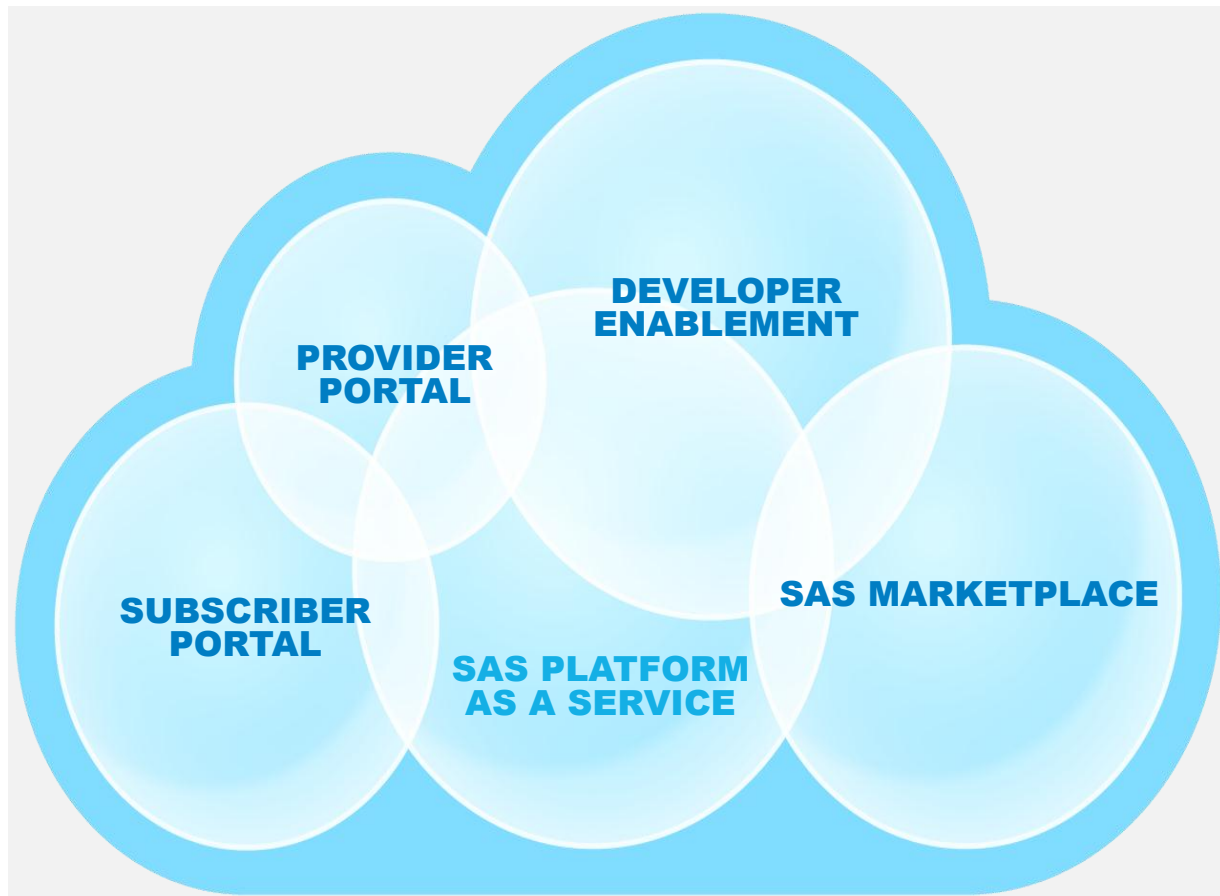 DEVELOPER
ENABLEMENT
PROVIDER
PORTAL
SUBSCRIBER
PORTAL
SAS MARKETPLACE
SAS PLATFORM
AS A SERVICE